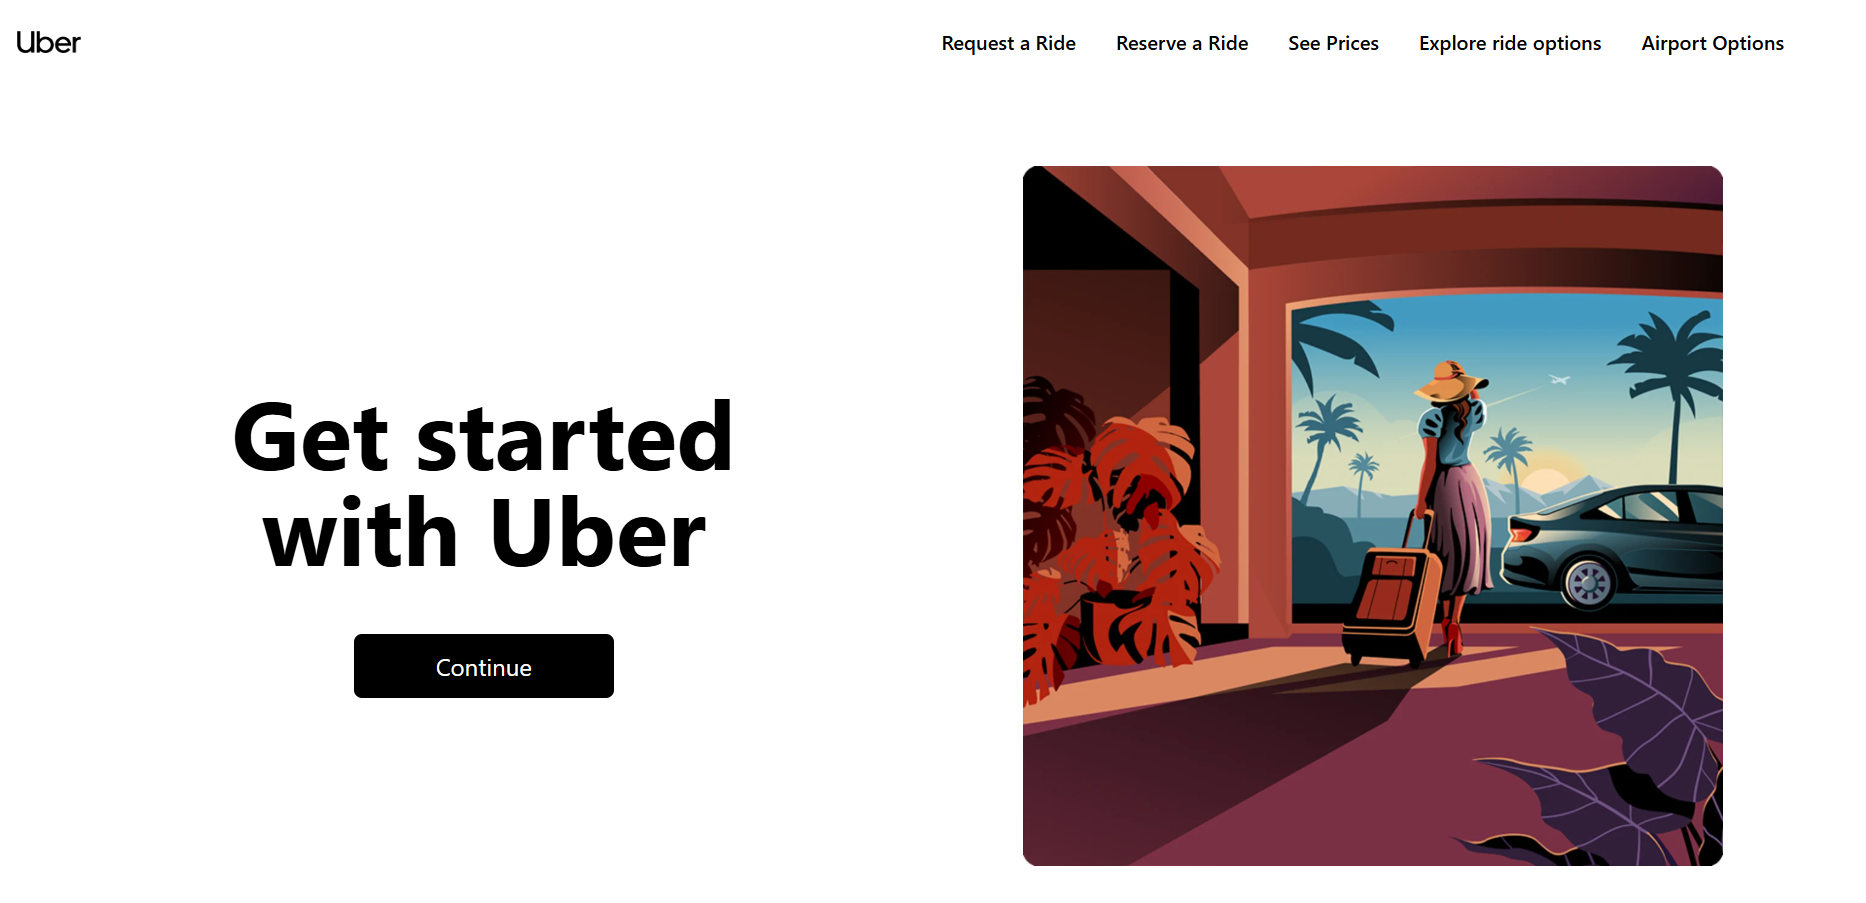 Uber
Request a Ride
Reserve a Ride
See Prices
Explore ride options
Airport Options
Get started
with Uber
Continue